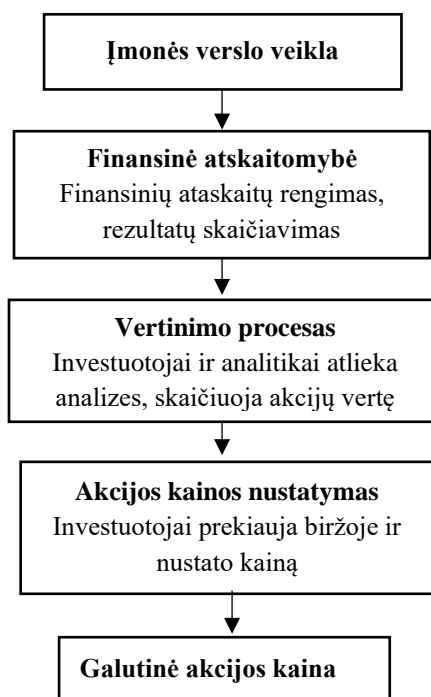 Įmonės verslo veikla
Finansinė atskaitomybė
Finansinių ataskaitų rengimas,
rezultatų skaičiavimas
Vertinimo procesas
Investuotojai ir analitikai atlieka
analizes, skaičiuoja akcijų vertę
Akcijos kainos nustatymas
Investuotojai prekiauja biržoje ir
nustato kainą
Galutinė akcijos kaina